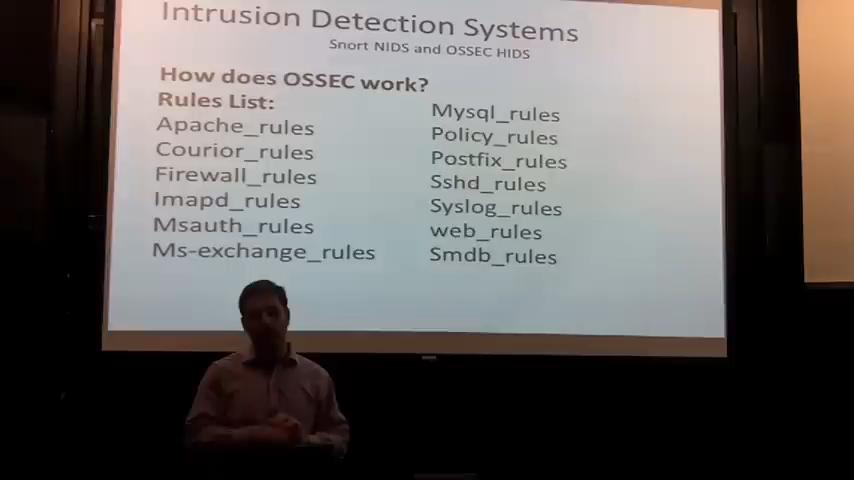 Intrusion Detection Systems
Snort NIDS and OSSEC HIDS
How does OSSEC work?
Rules List:
Apache_rules
Courior_rules
Firewall_rules
Imapd_rules
Msauth_rules
Ms-exchange_rules
Mysql_rules
Policy_rules
Postfix_rules
Sshd_rules
Syslog_rules
web_rules
Smdb_rules